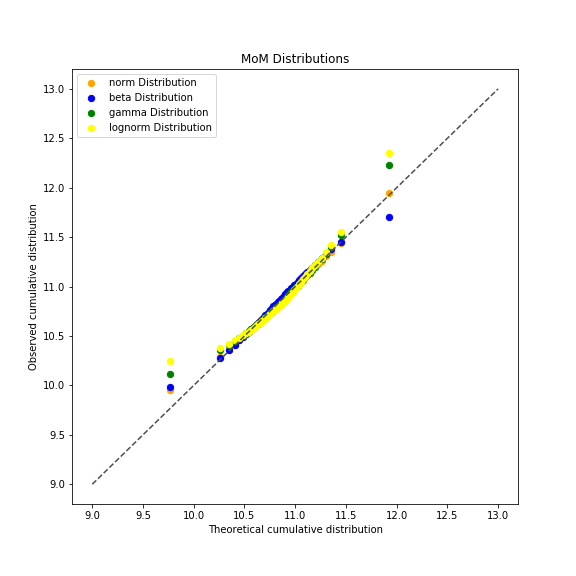 MoM Distributions
norm Distribution
beta Distribution
gamma Distribution
lognorm Distribution
Observed cumulative distribution
13.0
12.5
12.0
11.5
11.0
10.5
10.0
9.5
9.0
9.0 9.5 10.0 10.5 11.0 11.5 12.0 12.5 13.0
Theoretical cumulative distribution